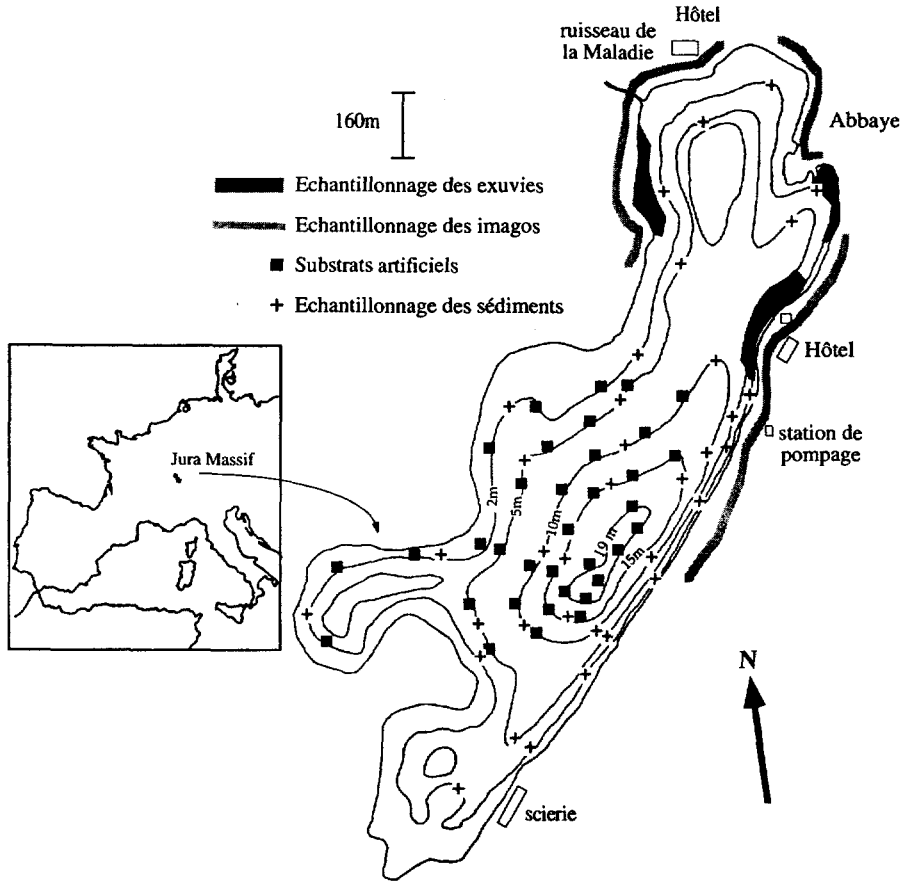 Hôtel
ruisseau de
la Maladie
160m
Abbaye
Echantillonnage des exuvies
Echantillonnage des imagos
Substrats artificiels
Echantillonnage des sédiments
Hôtel
Jura Massif
station de
pompage
2m
5m
10m
19 m
15m
N
scierie